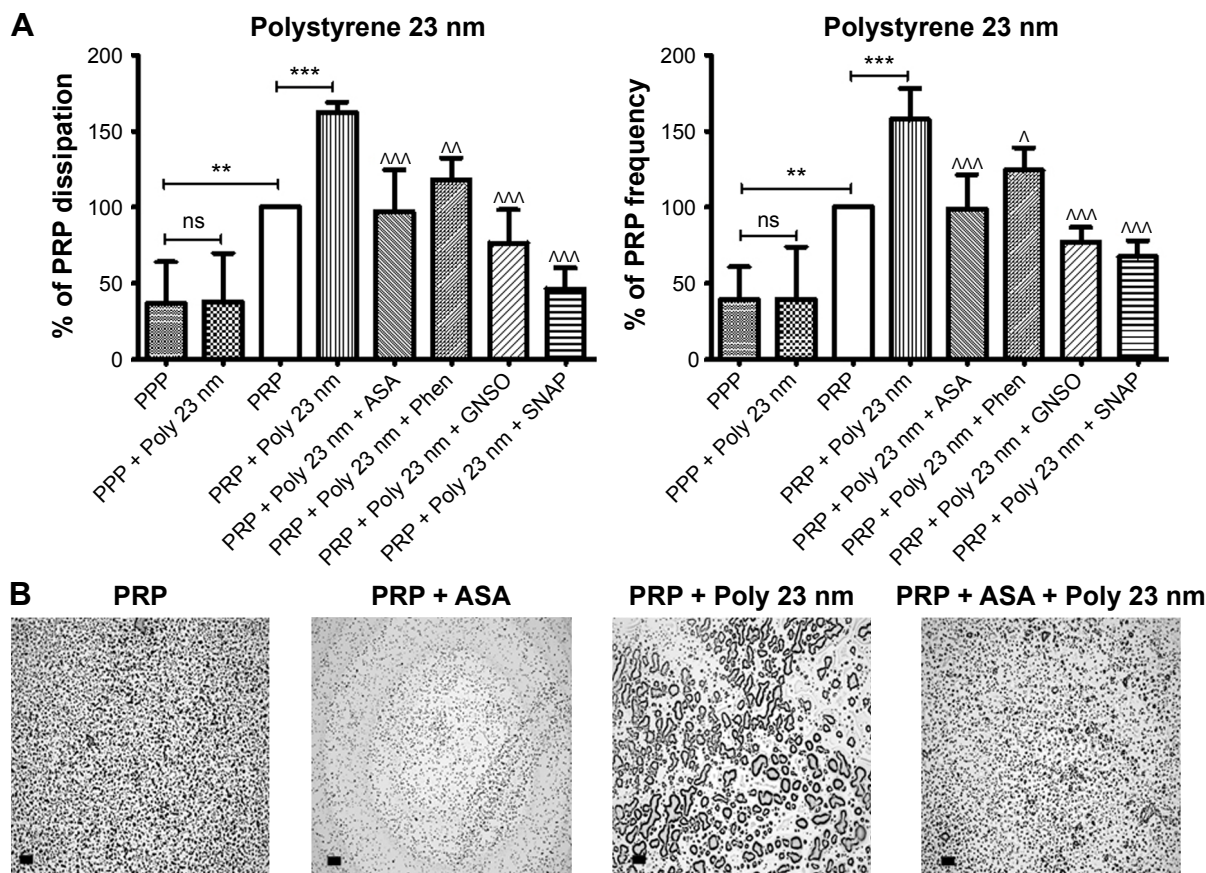 A
Polystyrene 23 nm
% of PRP dissipation
200
150
100
50
0
**
ns
***
^^^
^^
^^^
^^^
PPP
PPP + Poly 23 nm
PRP
PRP + Poly 23 nm
PRP + Poly 23 nm + ASA
PRP + Poly 23 nm + Phen
PRP + Poly 23 nm + GNSO
PRP + Poly 23 nm + SNAP
Polystyrene 23 nm
% of PRP frequency
200
150
100
50
0
**
ns
***
^^^
^
^^^
^^^
PPP
PPP + Poly 23 nm
PRP
PRP + Poly 23 nm
PRP + Poly 23 nm + ASA
PRP + Poly 23 nm + Phen
PRP + Poly 23 nm + GNSO
PRP + Poly 23 nm + SNAP
B
PRP
PRP + ASA
PRP + Poly 23 nm
PRP + ASA + Poly 23 nm